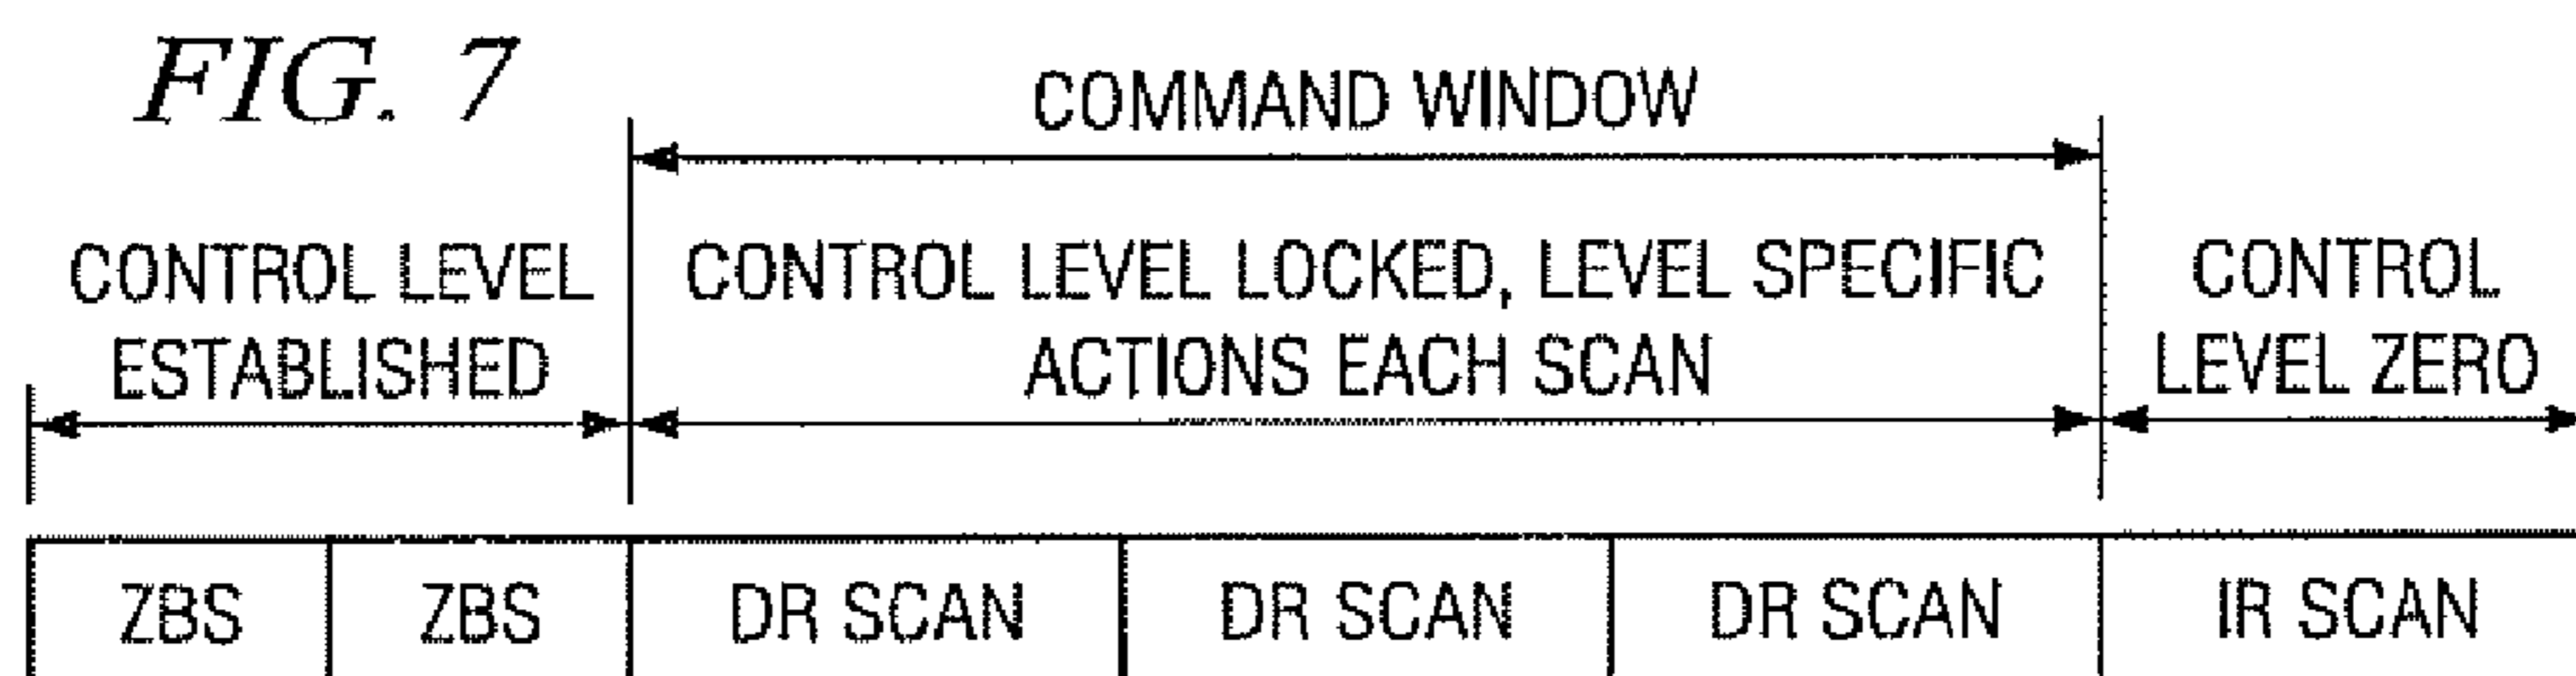 FIG. 7
COMMAND WINDOW
CONTROL LEVEL
ESTABLISHED
CONTROL LEVEL LOCKED, LEVEL SPECIFIC
ACTIONS EACH SCAN
CONTROL
LEVEL ZERO
ZBS ZBS DR SCAN DR SCAN DR SCAN IR SCAN